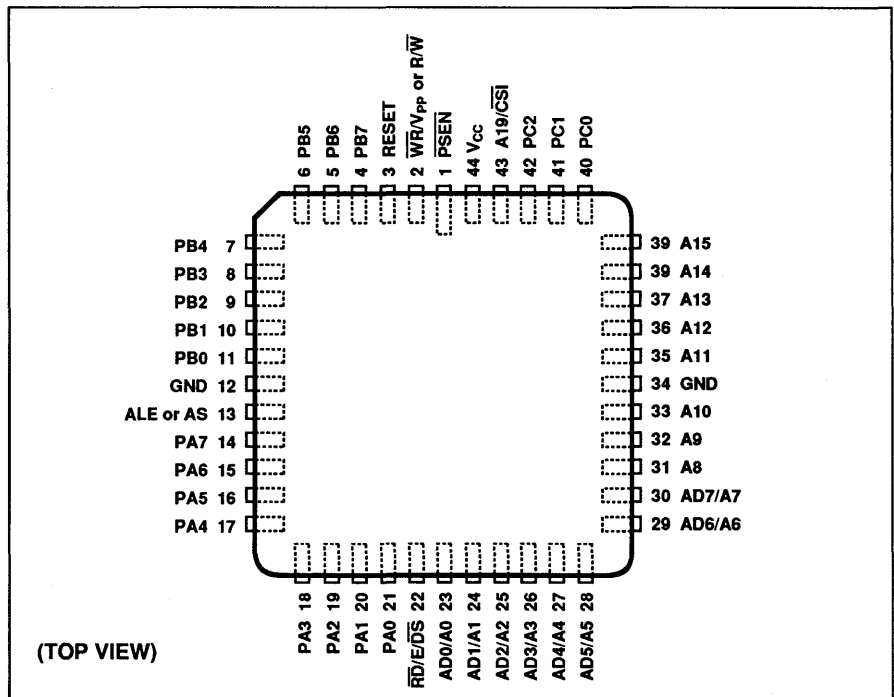 6 PB5
5 PB6
4 PB7
3 RESET
2 W̅R̅/VPP or R/W̅
1 P̅S̅E̅N̅
44 VCC
43 A19/C̅S̅I̅
42 PC2
41 PC1
40 PC0
PB4 7
PB3 8
PB2 9
PB1 10
PB0 11
GND 12
ALE or AS 13
PA7 14
PA6 15
PA5 16
PA4 17
39 A15
39 A14
37 A13
36 A12
35 A11
34 GND
33 A10
32 A9
31 A8
30 AD7/A7
29 AD6/A6
PA3 18
PA2 19
PA1 20
PA0 21
R̅D̅/E/D̅S̅ 22
AD0/A0 23
AD1/A1 24
AD2/A2 25
AD3/A3 26
AD4/A4 27
AD5/A5 28
(TOP VIEW)